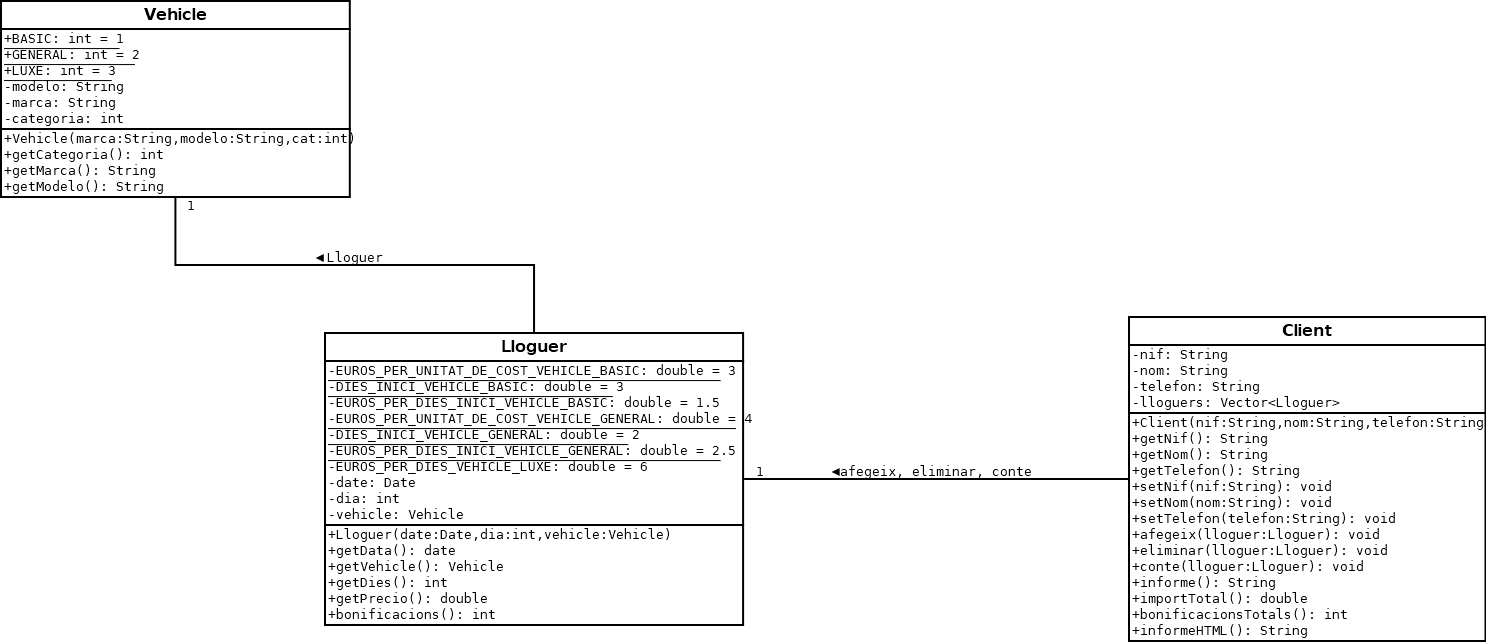 Vehicle
+BASIC: int = 1
+GENERAL: int = 2
+LUXE: int = 3
-modelo: String
-marca: String
-categoria: int
+Vehicle(marca:String,modelo:String,cat:int)
+getCategoria(): int
+getMarca(): String
+getModelo(): String
1
◄Lloguer
Lloguer
-EUROS_PER_UNITAT_DE_COST_VEHICLE_BASIC: double = 3
-DIES_INICI_VEHICLE_BASIC: double = 3
-EUROS_PER_DIES_INICI_VEHICLE_BASIC: double = 1.5
-EUROS_PER_UNITAT_DE_COST_VEHICLE_GENERAL: double = 4
-DIES_INICI_VEHICLE_GENERAL: double = 2
-EUROS_PER_DIES_INICI_VEHICLE_GENERAL: double = 2.5
-EUROS_PER_DIES_VEHICLE_LUXE: double = 6
-date: Date
-dia: int
-vehicle: Vehicle
+Lloguer(date:Date,dia:int,vehicle:Vehicle)
+getData(): date
+getVehicle(): Vehicle
+getDies(): int
+getPrecio(): double
+bonificacions(): int
1
◄afegeix, eliminar, conte
Client
-nif: String
-nom: String
-telefon: String
-lloguers: Vector<Lloguer>
+Client(nif:String,nom:String,telefon:String
+getNif(): String
+getNom(): String
+getTelefon(): String
+setNif(nif:String): void
+setNom(nom:String): void
+setTelefon(telefon:String): void
+afegeix(lloguer:Lloguer): void
+eliminar(lloguer:Lloguer): void
+conte(lloguer:Lloguer): void
+informe(): String
+importTotal(): double
+bonificacionsTotals(): int
+informeHTML(): String